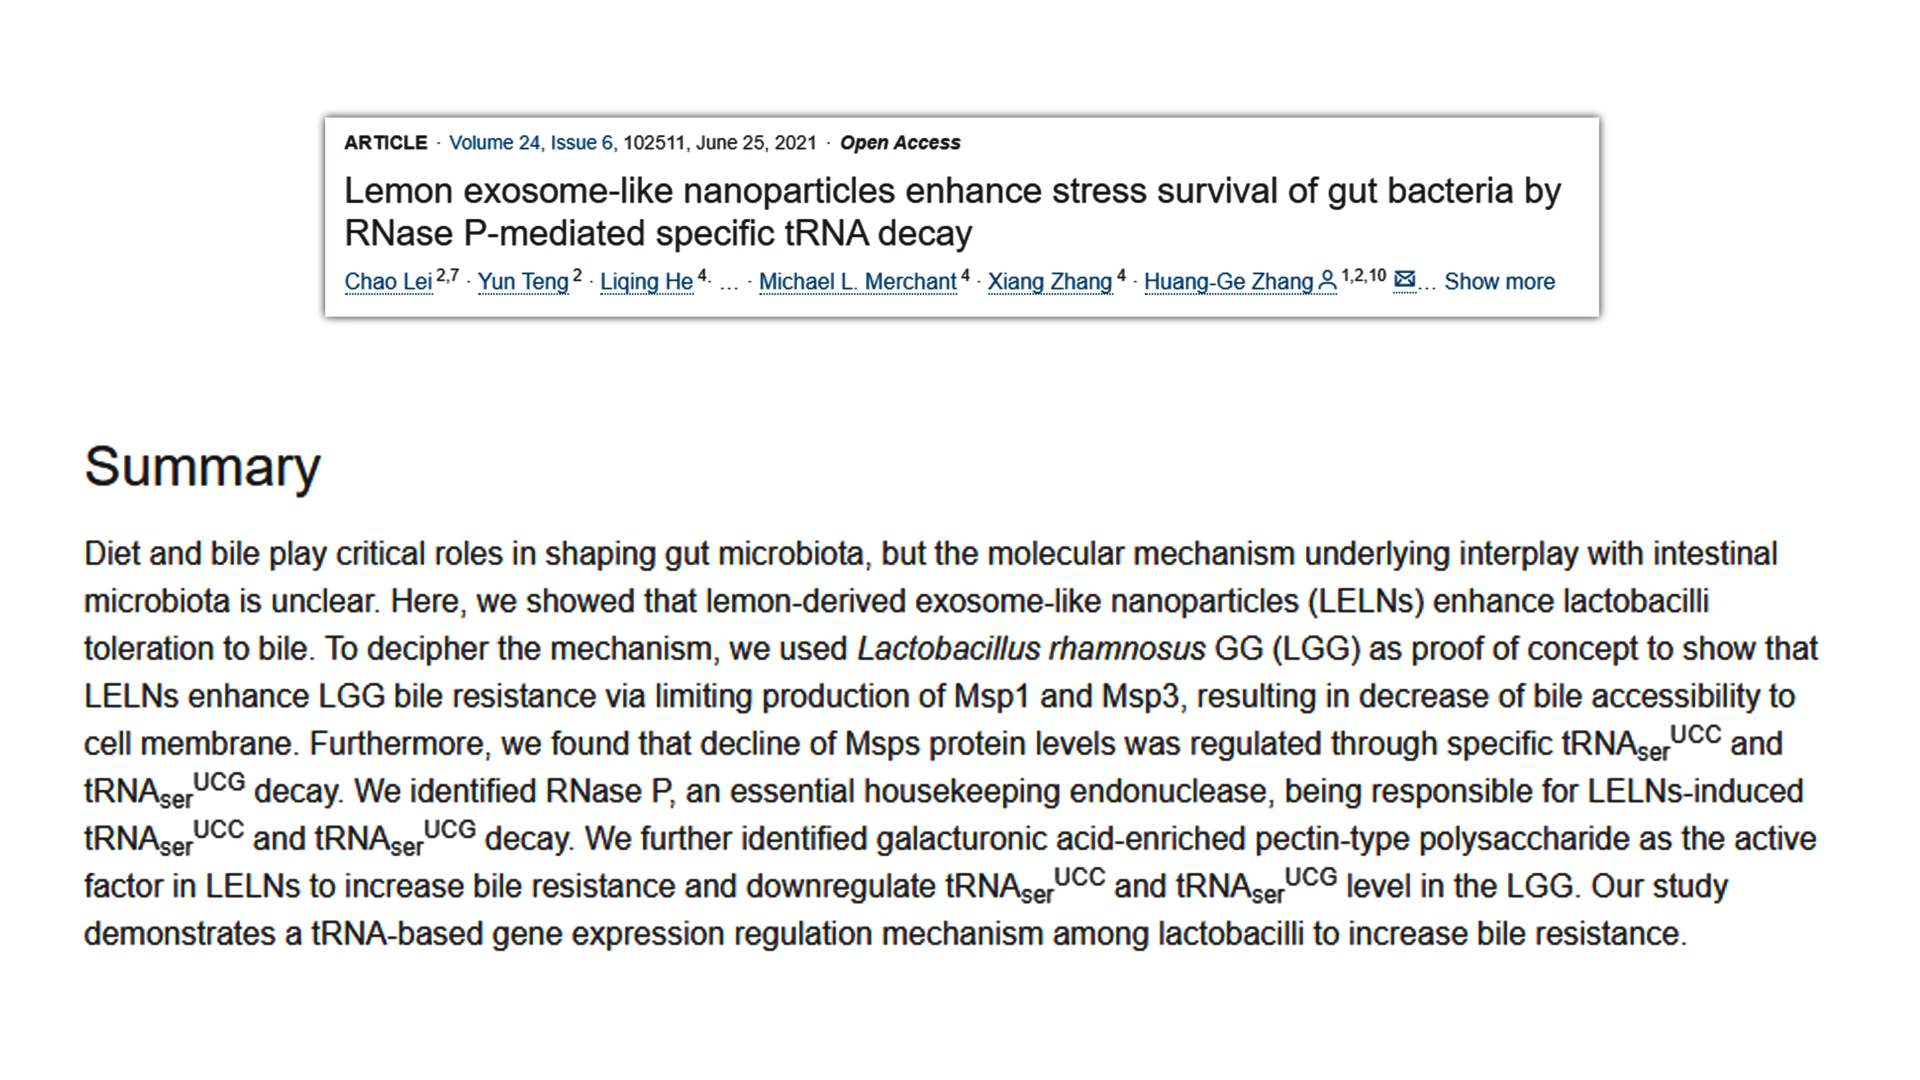 ARTICLE · Volume 24, Issue 6, 102511, June 25, 2021 · Open Access
Lemon exosome-like nanoparticles enhance stress survival of gut bacteria by
RNase P-mediated specific tRNA decay
Chao Lei 2,7 · Yun Teng 2 · Liqing He 4 · ... · Michael L. Merchant 4 · Xiang Zhang 4 · Huang-Ge Zhang 1,2,10 ... Show more
Summary
Diet and bile play critical roles in shaping gut microbiota, but the molecular mechanism underlying interplay with intestinal
microbiota is unclear. Here, we showed that lemon-derived exosome-like nanoparticles (LELNs) enhance lactobacilli
toleration to bile. To decipher the mechanism, we used Lactobacillus rhamnosus GG (LGG) as proof of concept to show that
LELNs enhance LGG bile resistance via limiting production of Msp1 and Msp3, resulting in decrease of bile accessibility to
cell membrane. Furthermore, we found that decline of Msps protein levels was regulated through specific tRNAserUCC and
tRNAserUCG decay. We identified RNase P, an essential housekeeping endonuclease, being responsible for LELNs-induced
tRNAserUCC and tRNAserUCG decay. We further identified galacturonic acid-enriched pectin-type polysaccharide as the active
factor in LELNs to increase bile resistance and downregulate tRNAserUCC and tRNAserUCG level in the LGG. Our study
demonstrates a tRNA-based gene expression regulation mechanism among lactobacilli to increase bile resistance.